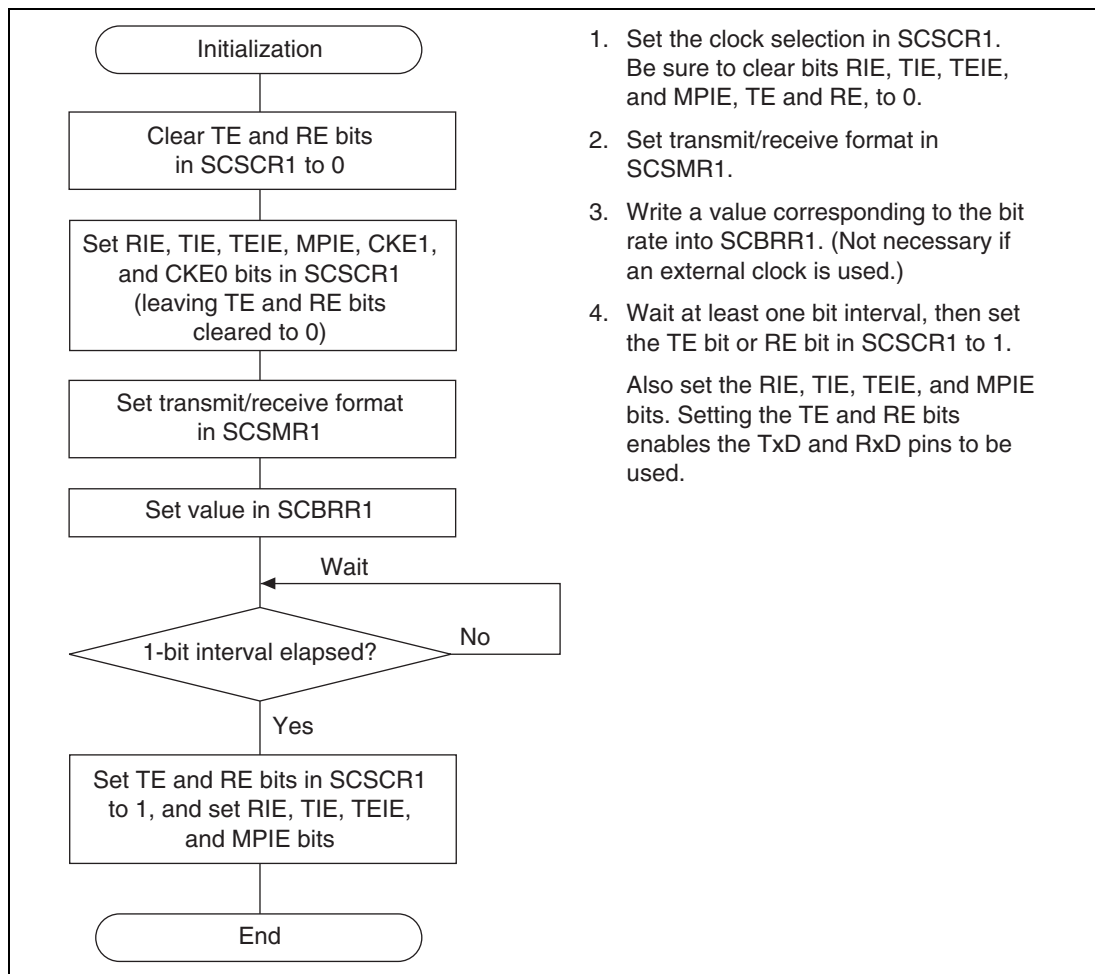 Initialization
Clear TE and RE bits
in SCSCR1 to 0
Set RIE, TIE, TEIE, MPIE, CKE1,
and CKE0 bits in SCSCR1
(leaving TE and RE bits
cleared to 0)
Set transmit/receive format
in SCSMR1
Set value in SCBRR1
Wait
1-bit interval elapsed?
No
Yes
Set TE and RE bits in SCSCR1
to 1, and set RIE, TIE, TEIE,
and MPIE bits
End
1. Set the clock selection in SCSCR1.
Be sure to clear bits RIE, TIE, TEIE,
and MPIE, TE and RE, to 0.
2. Set transmit/receive format in
SCSMR1.
3. Write a value corresponding to the bit
rate into SCBRR1. (Not necessary if
an external clock is used.)
4. Wait at least one bit interval, then set
the TE bit or RE bit in SCSCR1 to 1.
Also set the RIE, TIE, TEIE, and MPIE
bits. Setting the TE and RE bits
enables the TxD and RxD pins to be
used.